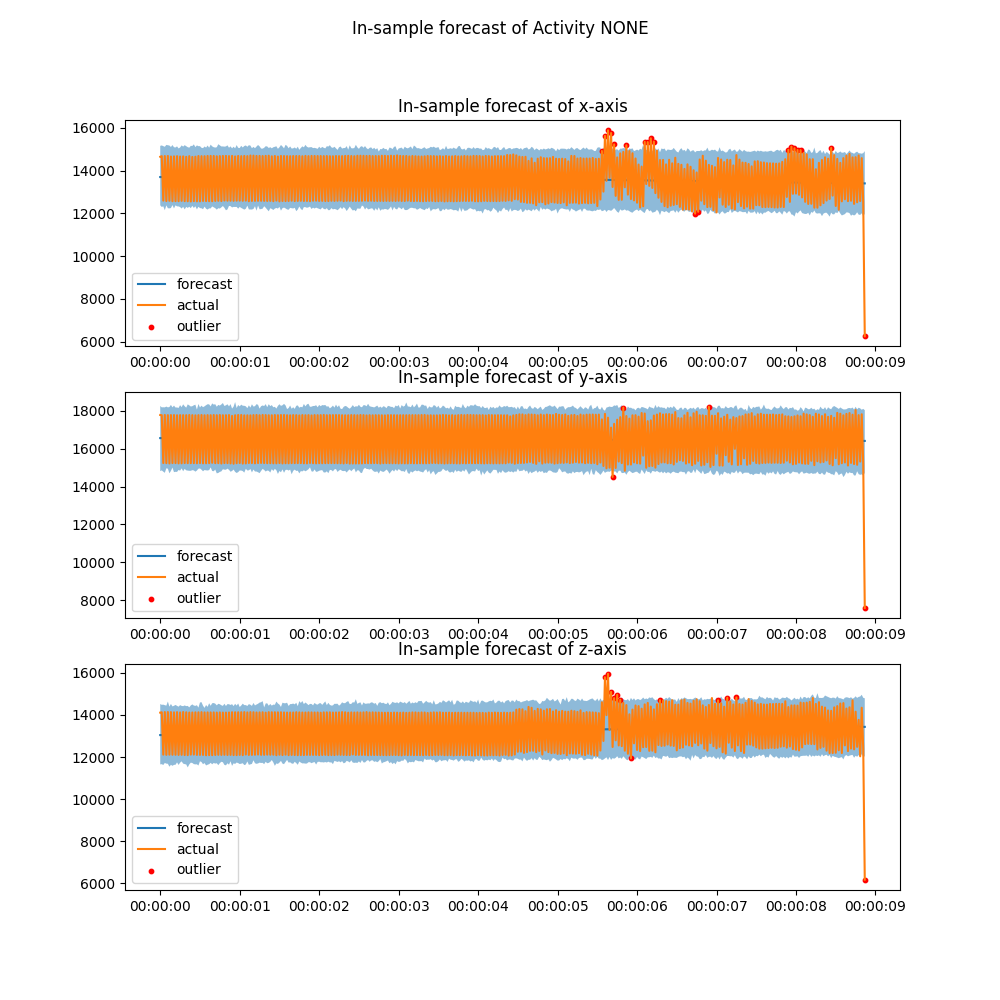 In-sample forecast of Activity NONE
In-sample forecast of x-axis
16000
14000
12000
10000
8000
6000
forecast
actual
outlier
00:00:00 00:00:01 00:00:02 00:00:03 00:00:04 00:00:05 00:00:06 00:00:07 00:00:08 00:00:09
In-sample forecast of y-axis
18000
16000
14000
12000
10000
8000
forecast
actual
outlier
00:00:00 00:00:01 00:00:02 00:00:03 00:00:04 00:00:05 00:00:06 00:00:07 00:00:08 00:00:09
In-sample forecast of z-axis
16000
14000
12000
10000
8000
6000
forecast
actual
outlier
00:00:00 00:00:01 00:00:02 00:00:03 00:00:04 00:00:05 00:00:06 00:00:07 00:00:08 00:00:09